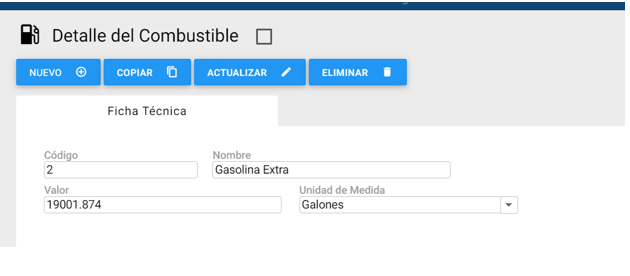 Detalle del Combustible
NUEVO COPIAR ACTUALIZAR ELIMINAR
Ficha Técnica
Código Nombre
2 Gasolina Extra
Valor Unidad de Medida
19001.874 Galones